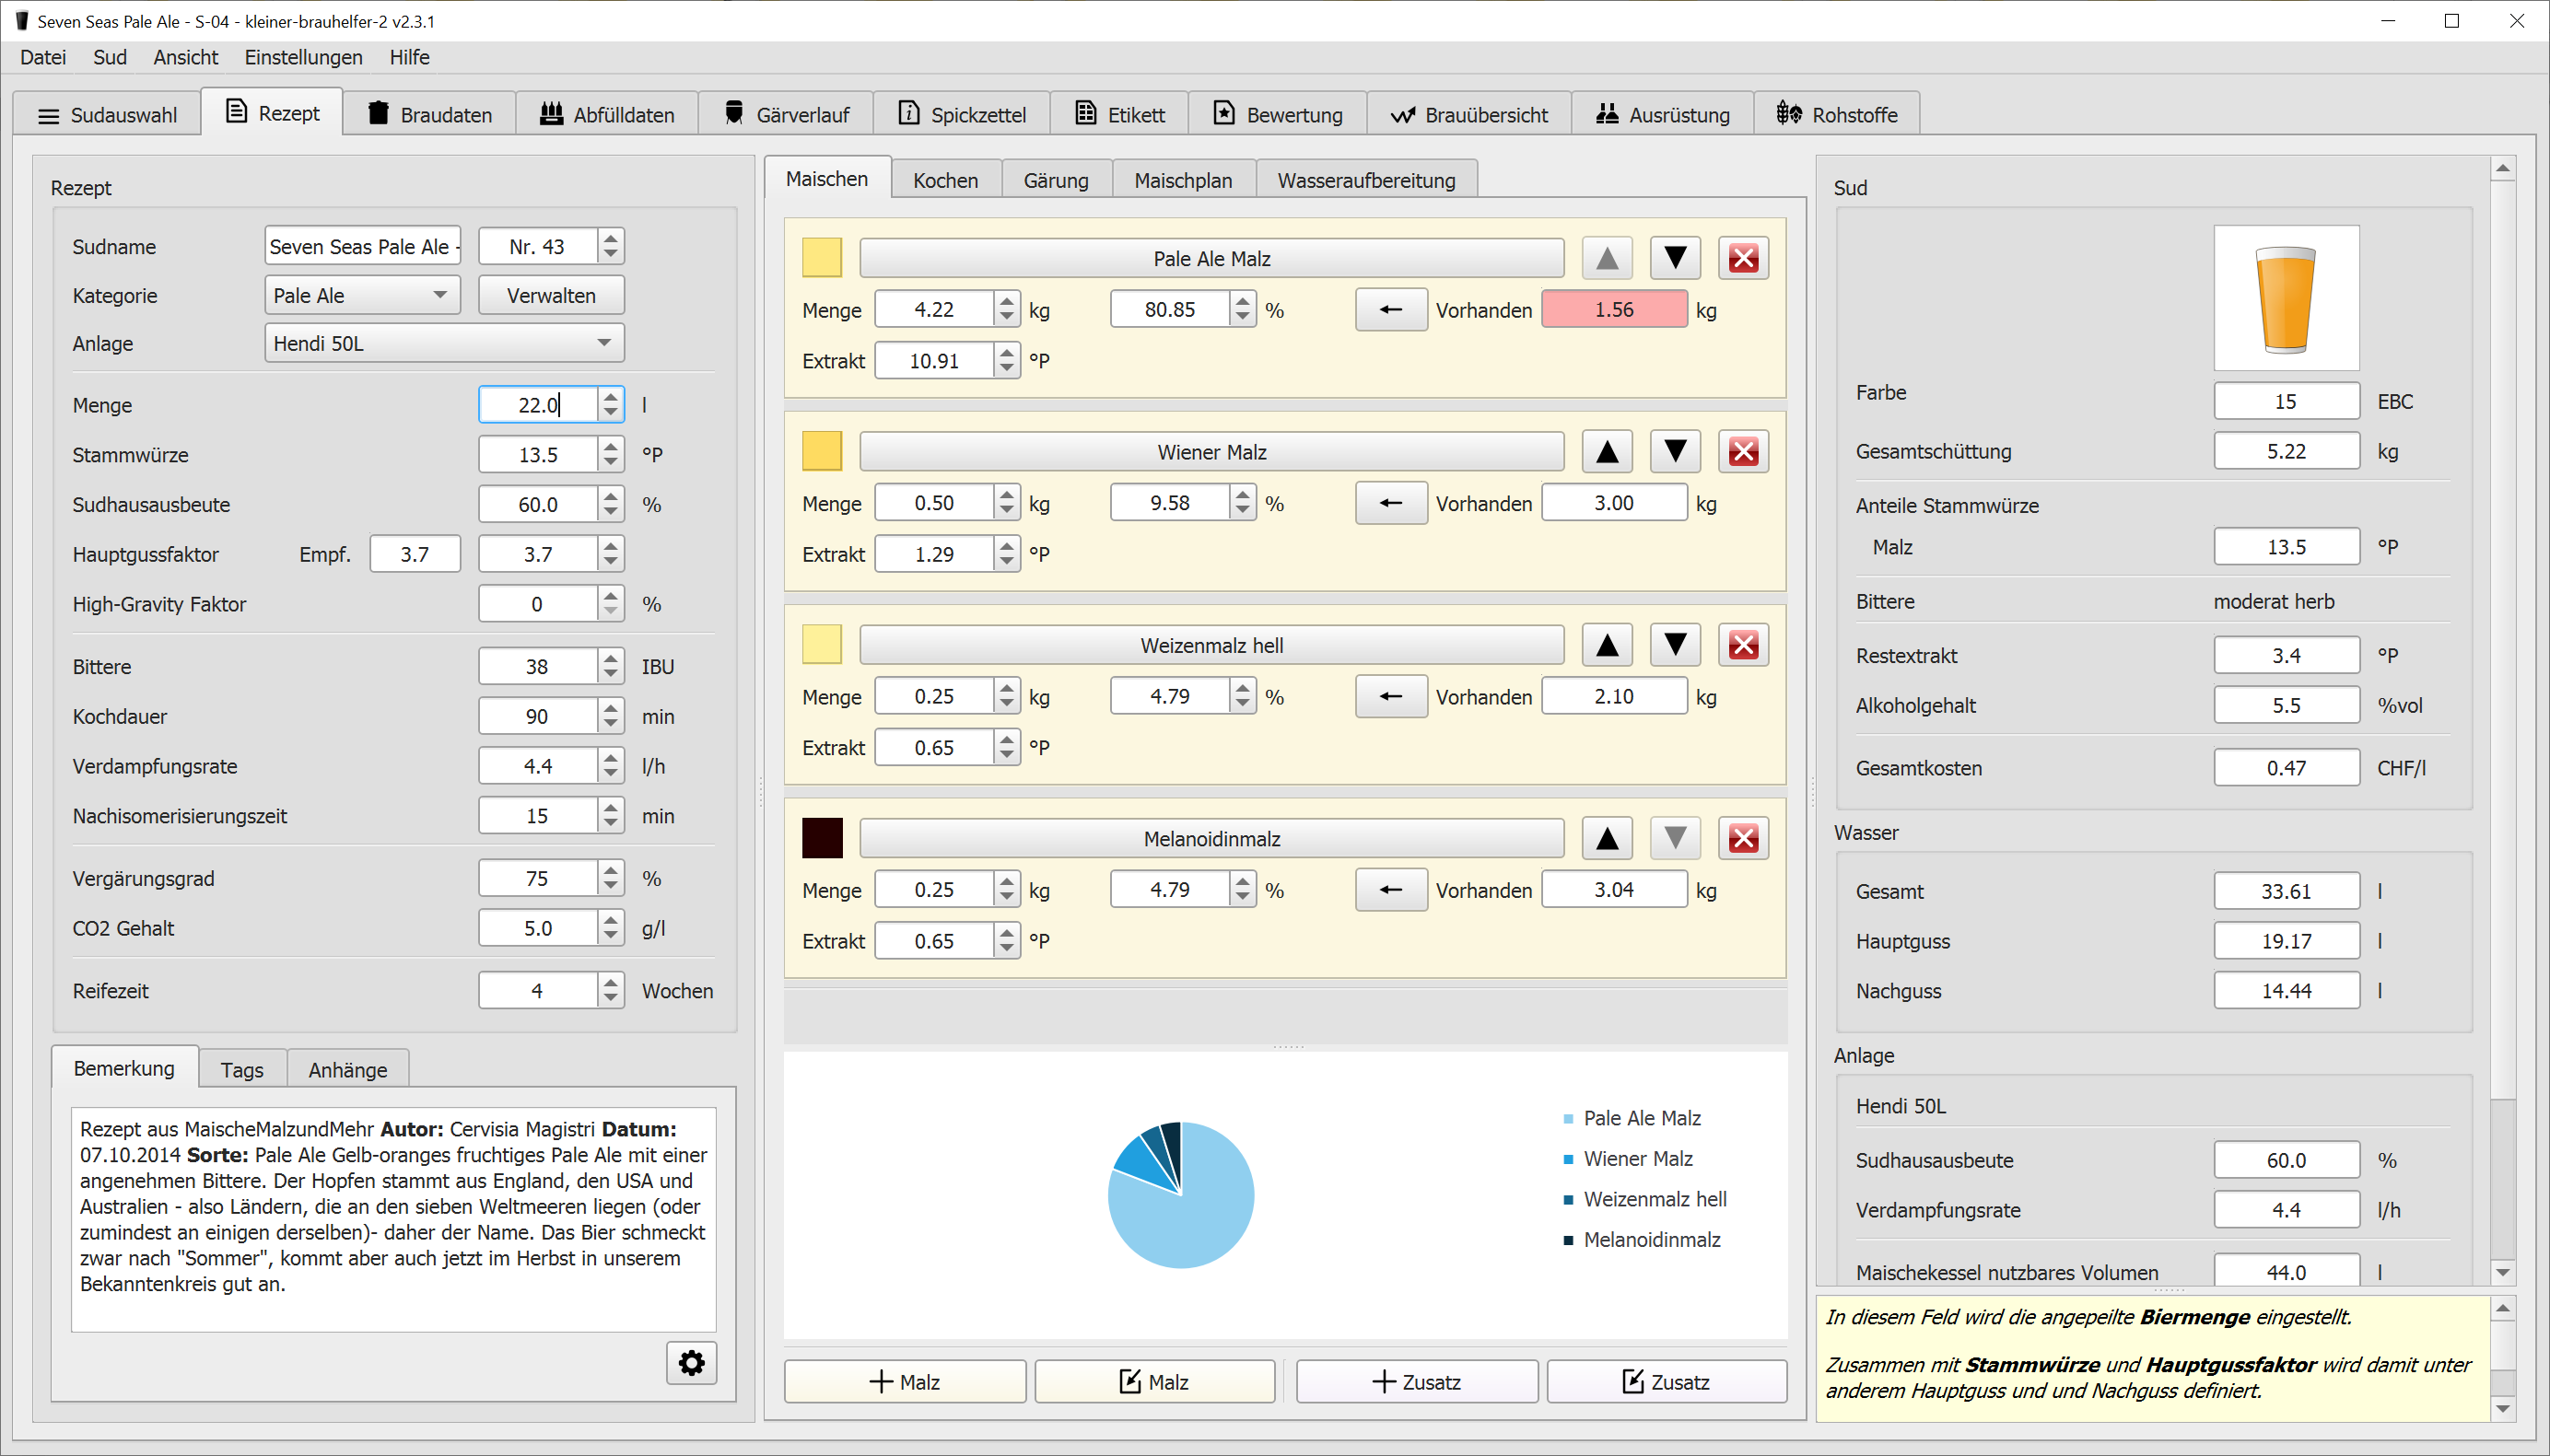 Seven Seas Pale Ale - S-04 - kleiner-brauhelfer-2 v2.3.1
Datei Sud Ansicht Einstellungen Hilfe
Sudauswahl Rezept Braudaten Abfülldaten Gärverlauf Spickzettel Etikett Bewertung Brauübersicht Ausrüstung Rohstoffe
Rezept
Sudname Seven Seas Pale Ale - Nr. 43
Kategorie Pale Ale Verwalten
Anlage Hendi 50L
Menge 22.0 l
Stammwürze 13.5 °P
Sudhausausbeute 60.0 %
Hauptgussfaktor Empf. 3.7 3.7
High-Gravity Faktor 0 %
Bittere 38 IBU
Kochdauer 90 min
Verdampfungsrate 4.4 l/h
Nachisomerisierungszeit 15 min
Vergärungsgrad 75 %
CO2 Gehalt 5.0 g/l
Reifezeit 4 Wochen
Bemerkung Tags Anhänge
Rezept aus MaischeMalzundMehr Autor: Cervisia Magistri Datum:
07.10.2014 Sorte: Pale Ale Gelb-oranges fruchtiges Pale Ale mit einer
angenehmen Bittere. Der Hopfen stammt aus England, den USA und
Australien - also Ländern, die an den sieben Weltmeeren liegen (oder
zumindest an einigen derselben)- daher der Name. Das Bier schmeckt
zwar nach "Sommer", kommt aber auch jetzt im Herbst in unserem
Bekanntenkreis gut an.
Maischen Kochen Gärung Maischplan Wasseraufbereitung
Pale Ale Malz
Menge 4.22 kg 80.85 % Vorhanden 1.56 kg
Extrakt 10.91 °P
Wiener Malz
Menge 0.50 kg 9.58 % Vorhanden 3.00 kg
Extrakt 1.29 °P
Weizenmalz hell
Menge 0.25 kg 4.79 % Vorhanden 2.10 kg
Extrakt 0.65 °P
Melanoidinmalz
Menge 0.25 kg 4.79 % Vorhanden 3.04 kg
Extrakt 0.65 °P
Pale Ale Malz
Wiener Malz
Weizenmalz hell
Melanoidinmalz
Malz Malz Zusatz Zusatz
Sud
Farbe 15 EBC
Gesamtschüttung 5.22 kg
Anteile Stammwürze
Malz 13.5 °P
Bittere moderat herb
Restextrakt 3.4 °P
Alkoholgehalt 5.5 %vol
Gesamtkosten 0.47 CHF/l
Wasser
Gesamt 33.61 l
Hauptguss 19.17 l
Nachguss 14.44 l
Anlage
Hendi 50L
Sudhausausbeute 60.0 %
Verdampfungsrate 4.4 l/h
Maischekessel nutzbares Volumen 44.0 l
In diesem Feld wird die angepeilte Biermenge eingestellt.
Zusammen mit Stammwürze und Hauptgussfaktor wird damit unter
anderem Hauptguss und und Nachguss definiert.